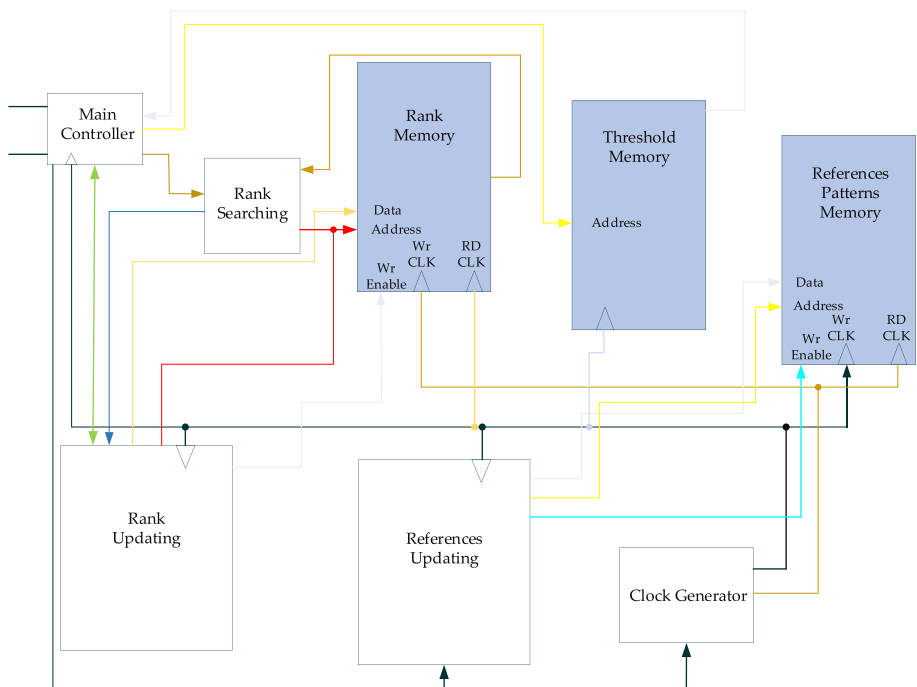 Main
Controller
Rank
Searching
Rank
Memory
Data
Address
Wr
CLK
RD
CLK
Wr
Enable
Threshold
Memory
Address
References
Patterns
Memory
Data
Address
Wr
CLK
RD
CLK
Wr
Enable
Rank
Updating
References
Updating
Clock Generator